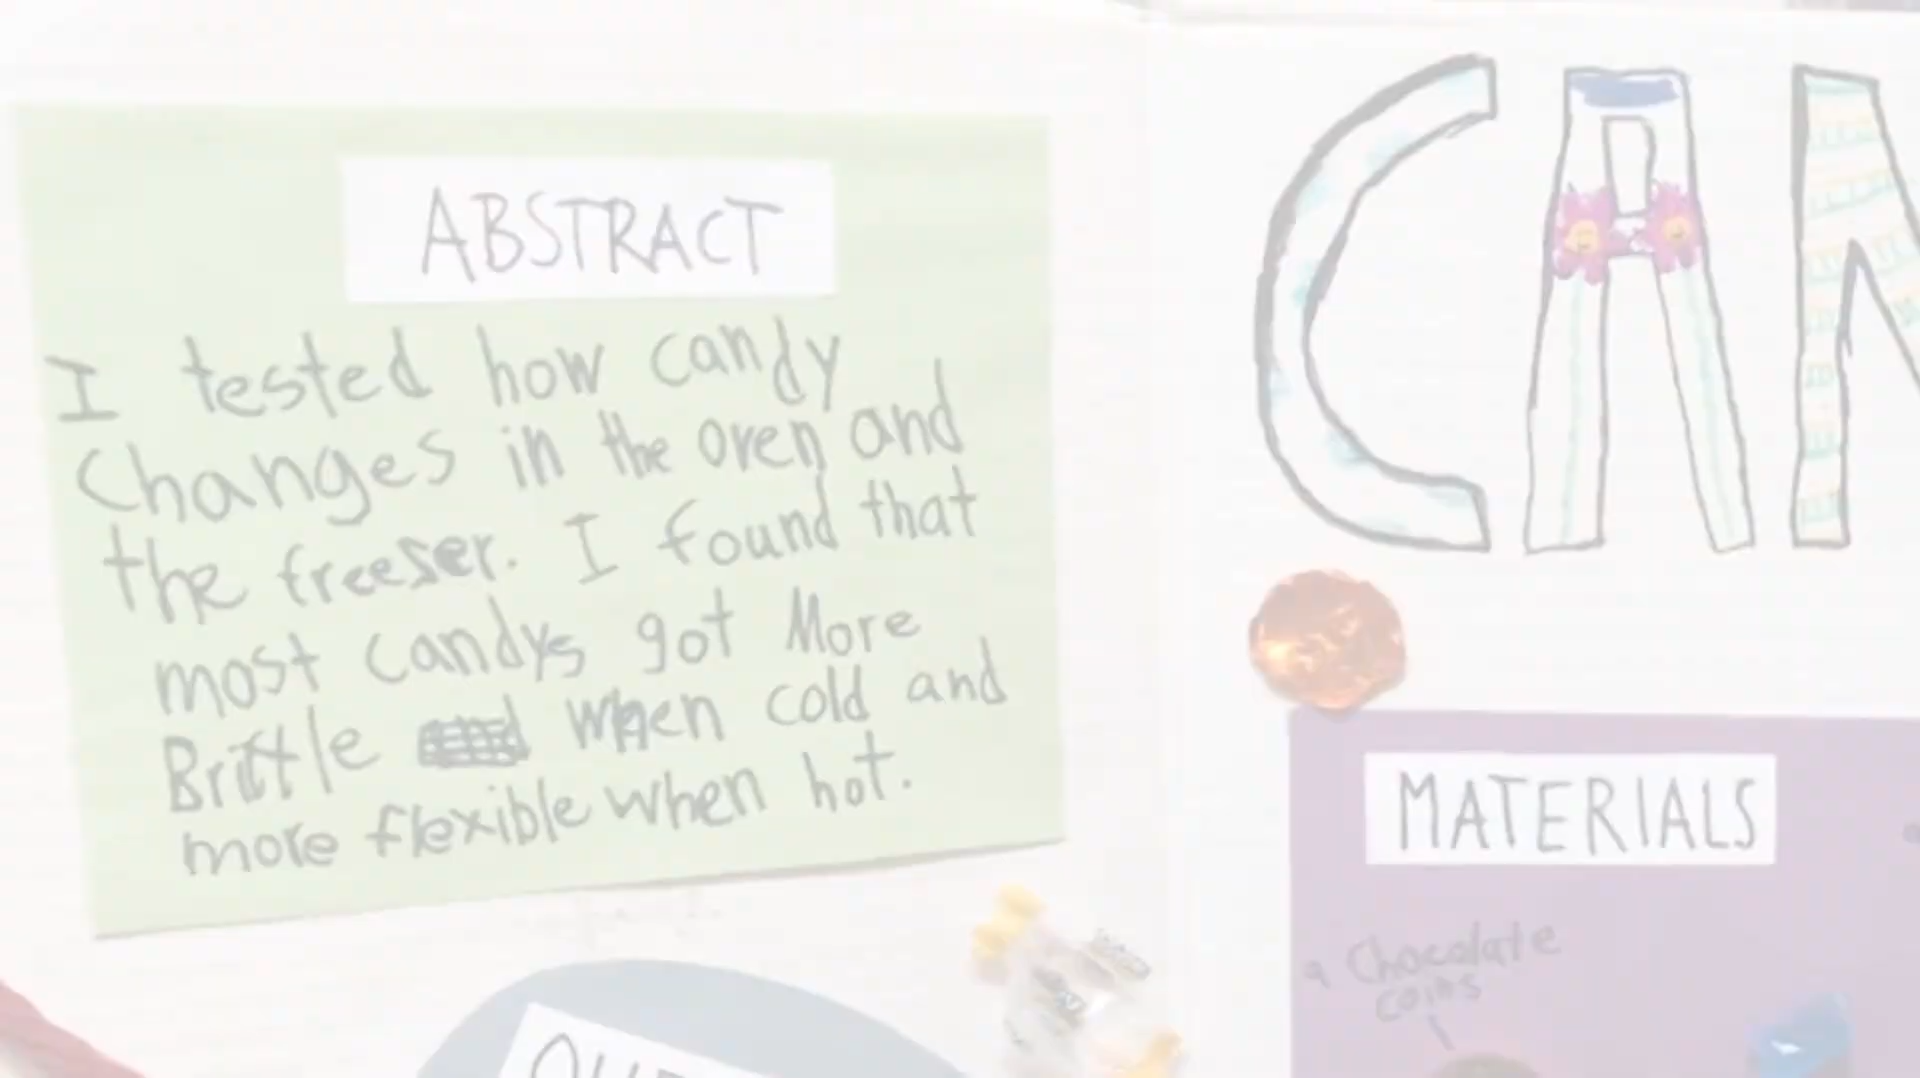 ABSTRACT
I tested how candy
Changes in the oven and
the freeser. I found that
most candys got More
Brittle when cold and
more flexible when hot.
CAN
MATERIALS
Chocolate
coins